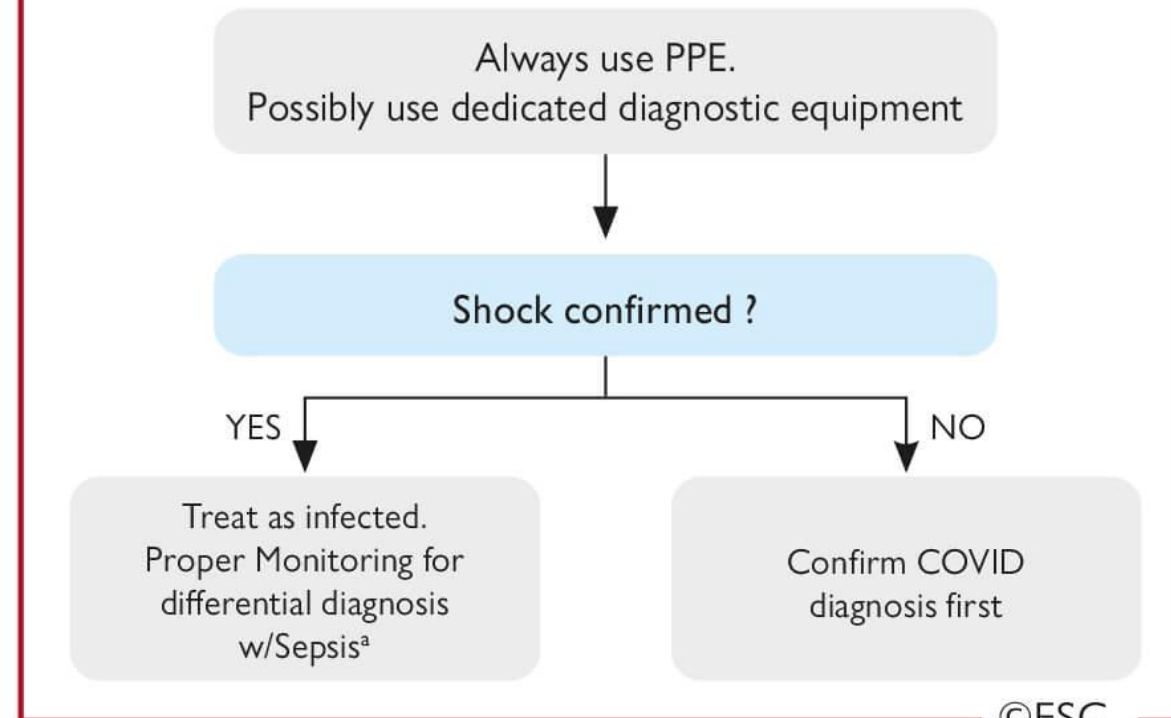 Always use PPE.
Possibly use dedicated diagnostic equipment
Shock confirmed ?
YES
NO
Treat as infected.
Proper Monitoring for
differential diagnosis
w/Sepsisᵃ
Confirm COVID
diagnosis first
©ESC